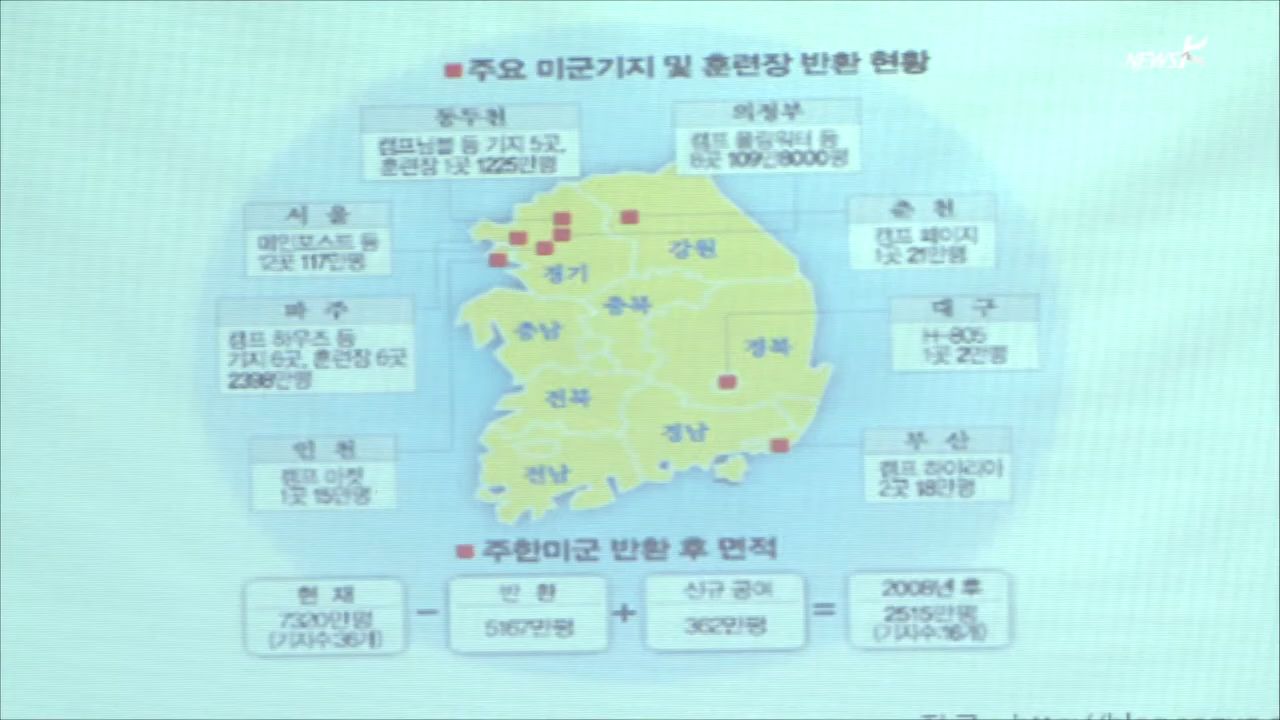 NEWS
■주요 미군기지 및 훈련장 반환 현황
동두천
캠프님블 등 기지 5곳,
훈련장 1곳 1225만평
의정부
캠프 폴링워터 등
8곳 109만8000평
서 울
메인포스트 등
12곳 117만평
춘 천
캠프 페이지
1곳 21만평
파 주
캠프 하우즈 등
기지 6곳, 훈련장 6곳
2398만평
대 구
H-805
1곳 2만평
인 천
캠프 마켓
1곳 15만평
부 산
캠프 하야리아
2곳 18만평
강원
경기
충북
충남
경북
전북
경남
전남
■주한미군 반환 후 면적
현 재
7320만평
(기지수:36개)
−
반 환
5167만평
+
신규 공여
362만평
=
2008년 후
2515만평
(기지수:16개)